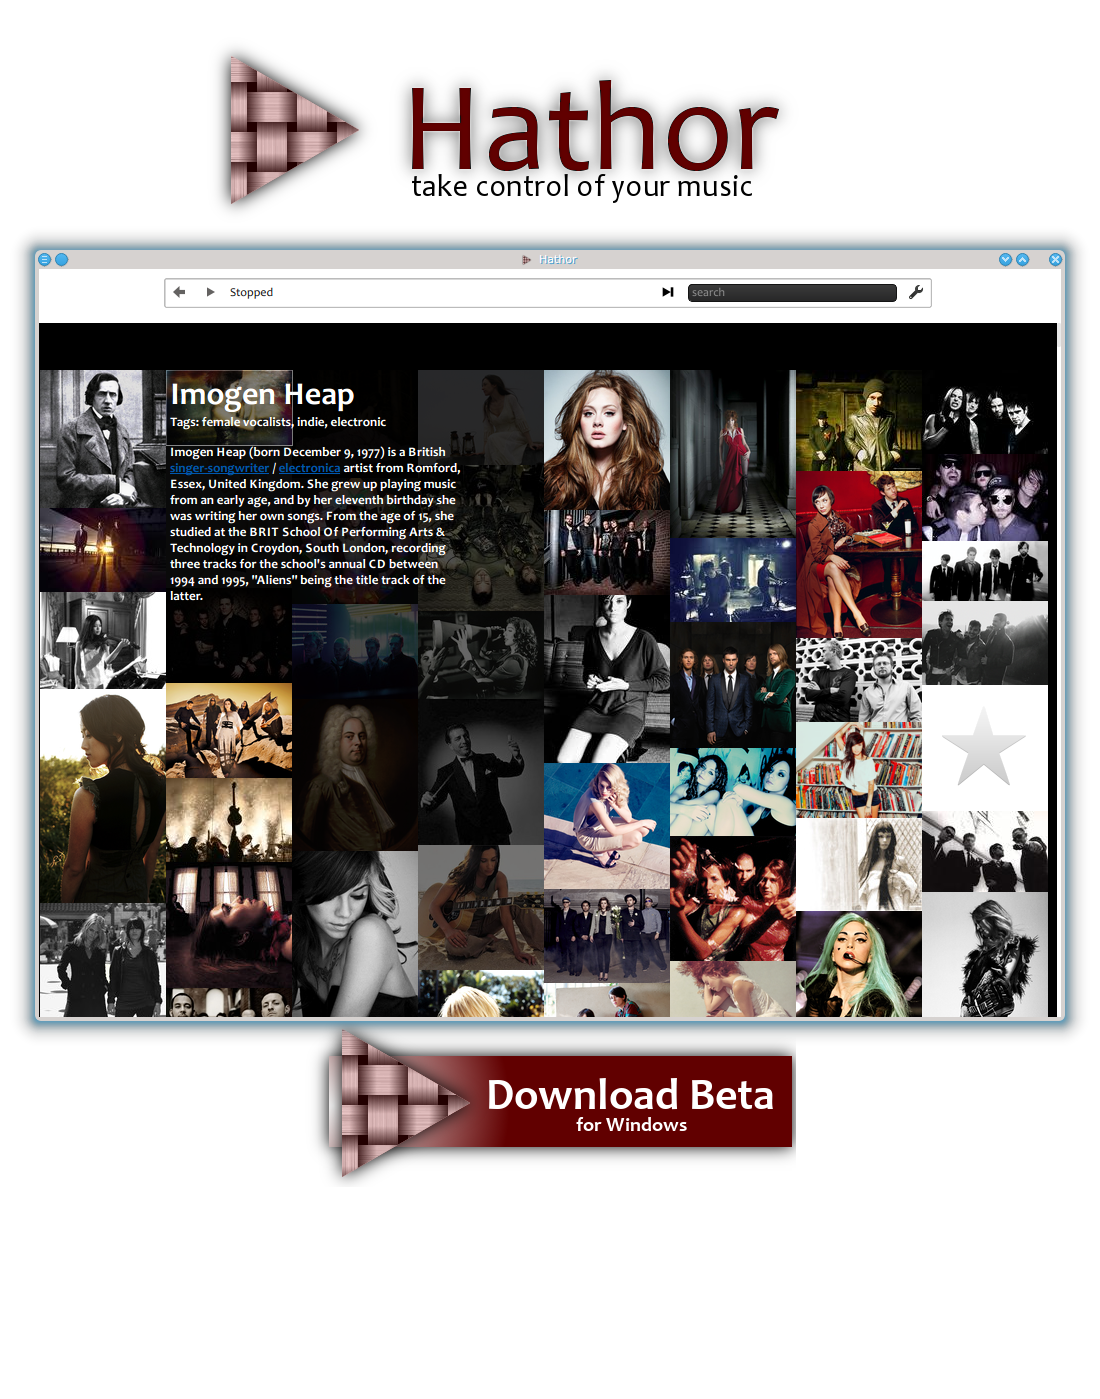 Hathor
take control of your music
Hathor
Stopped
search
Imogen Heap
Tags: female vocalists, indie, electronic
Imogen Heap (born December 9, 1977) is a British
singer-songwriter / electronica artist from Romford,
Essex, United Kingdom. She grew up playing music
from an early age, and by her eleventh birthday she
was writing her own songs. From the age of 15, she
studied at the BRIT School Of Performing Arts &
Technology in Croydon, South London, recording
three tracks for the school's annual CD between
1994 and 1995, "Aliens" being the title track of the
latter.
Download Beta
for Windows